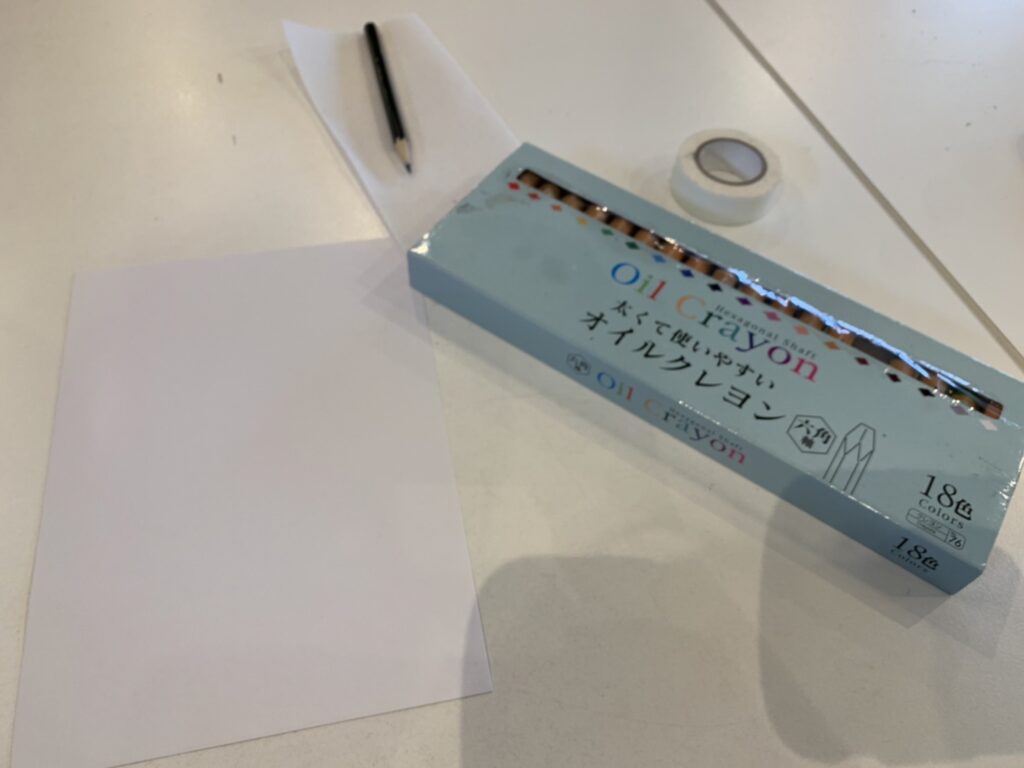 Oil Crayon
Hexagonal Shaft
太くて使いやすい
オイルクレヨン
六角
18色
Colors
76
Oil Crayon
18色
Colors